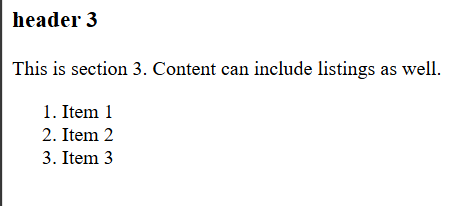 header 3
This is section 3. Content can include listings as well.
1. Item 1
2. Item 2
3. Item 3